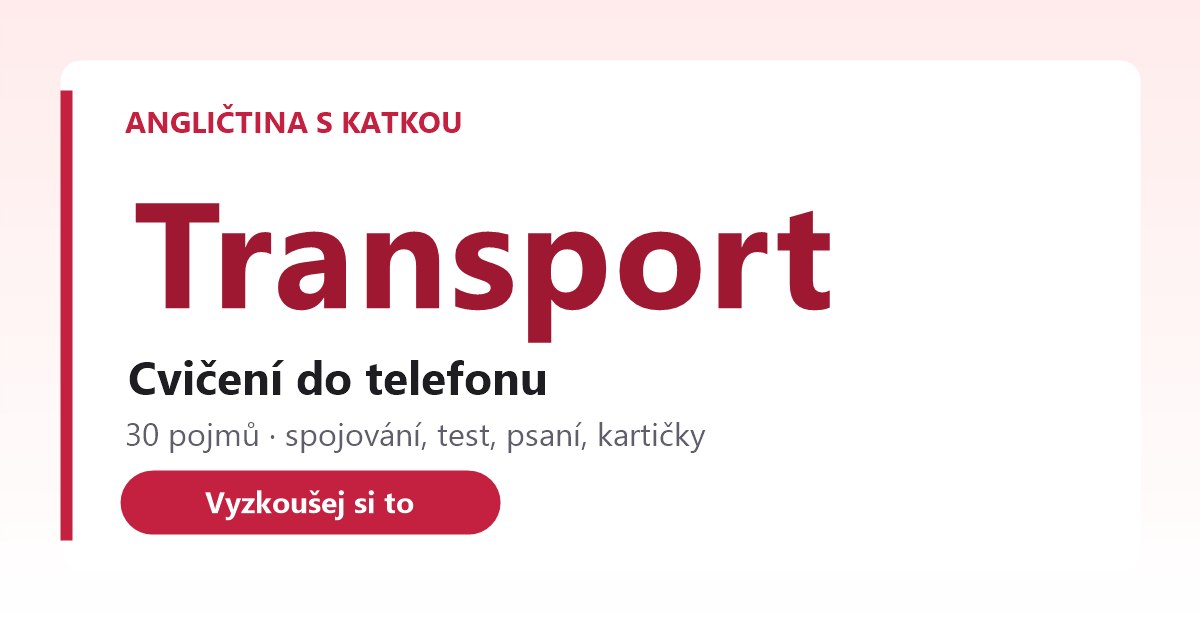 ANGLIČTINA S KATKOU
Transport
Cvičení do telefonu
30 pojmů · spojování, test, psaní, kartičky
Vyzkoušej si to